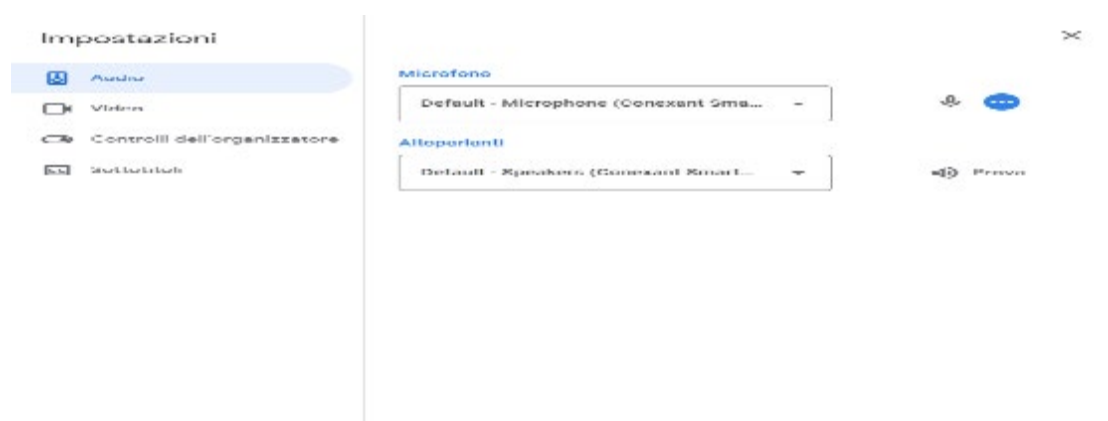 Impostazioni
Audio
Video
Controlli dell'organizzatore
Sottotitoli
Microfono
Default - Microphone (Conexant Sma...
Altoparlanti
Default - Speakers (Conexant Smart...
Prova